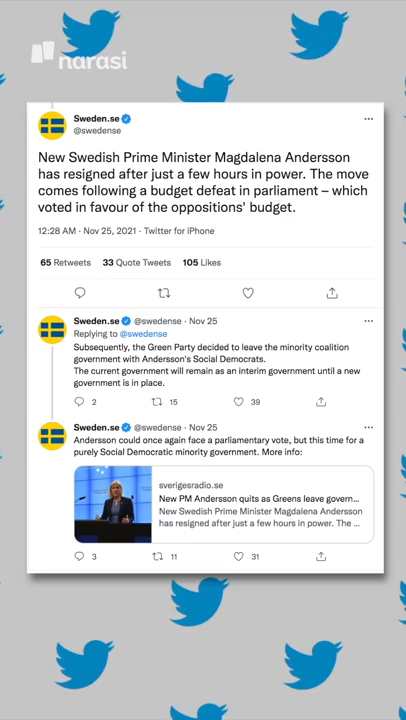 narasi
Sweden.se
@swedense
New Swedish Prime Minister Magdalena Andersson
has resigned after just a few hours in power. The move
comes following a budget defeat in parliament – which
voted in favour of the oppositions' budget.
12:28 AM · Nov 25, 2021 · Twitter for iPhone
65 Retweets 33 Quote Tweets 105 Likes
Sweden.se @swedense · Nov 25
Replying to @swedense
Subsequently, the Green Party decided to leave the minority coalition
government with Andersson's Social Democrats.
The current government will remain as an interim government until a new
government is in place.
2 15 39
Sweden.se @swedense · Nov 25
Andersson could once again face a parliamentary vote, but this time for a
purely Social Democratic minority government. More info:
sverigesradio.se
New PM Andersson quits as Greens leave govern...
New Swedish Prime Minister Magdalena Andersson
has resigned after just a few hours in power. The ...
3 11 31